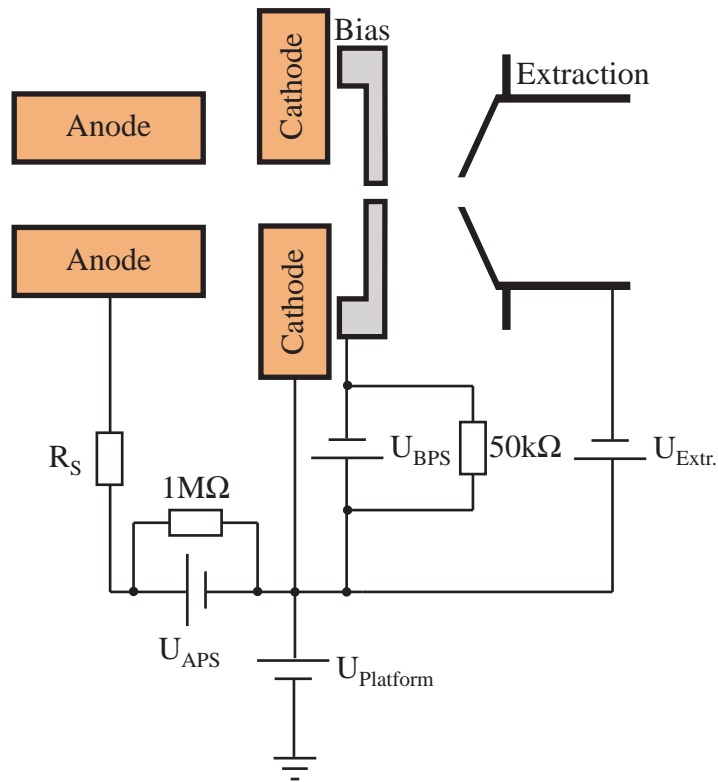 Bias
Cathode
Extraction
Anode
Anode
Cathode
R_S
U_BPS
50kΩ
U_Extr.
1MΩ
U_APS
U_Platform